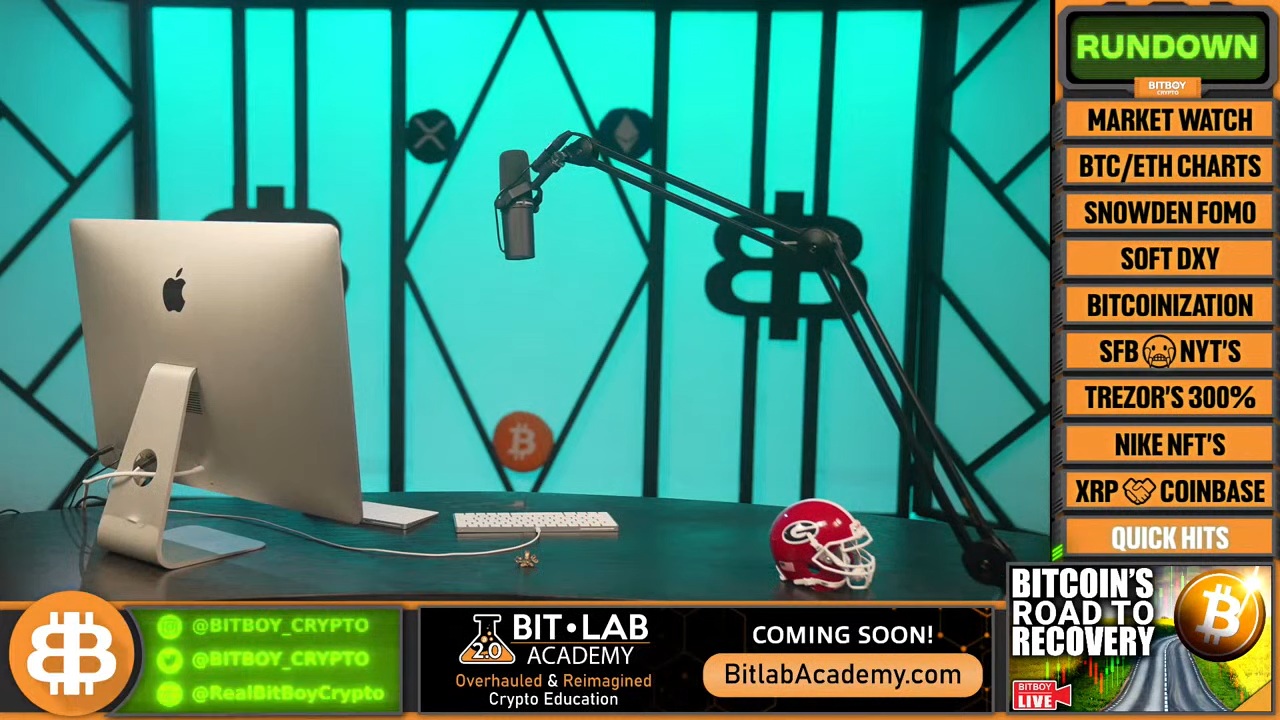 RUNDOWN
BITBOY
CRYPTO
MARKET WATCH
BTC/ETH CHARTS
SNOWDEN FOMO
SOFT DXY
BITCOINIZATION
SFB NYT'S
TREZOR'S 300%
NIKE NFT'S
XRP COINBASE
QUICK HITS
G
@BITBOY_CRYPTO
@BITBOY_CRYPTO
@RealBitBoyCrypto
2.0
BIT•LAB
ACADEMY
Overhauled & Reimagined
Crypto Education
COMING SOON!
BitlabAcademy.com
BITCOIN'S
ROAD TO
RECOVERY
BITBOY
LIVE